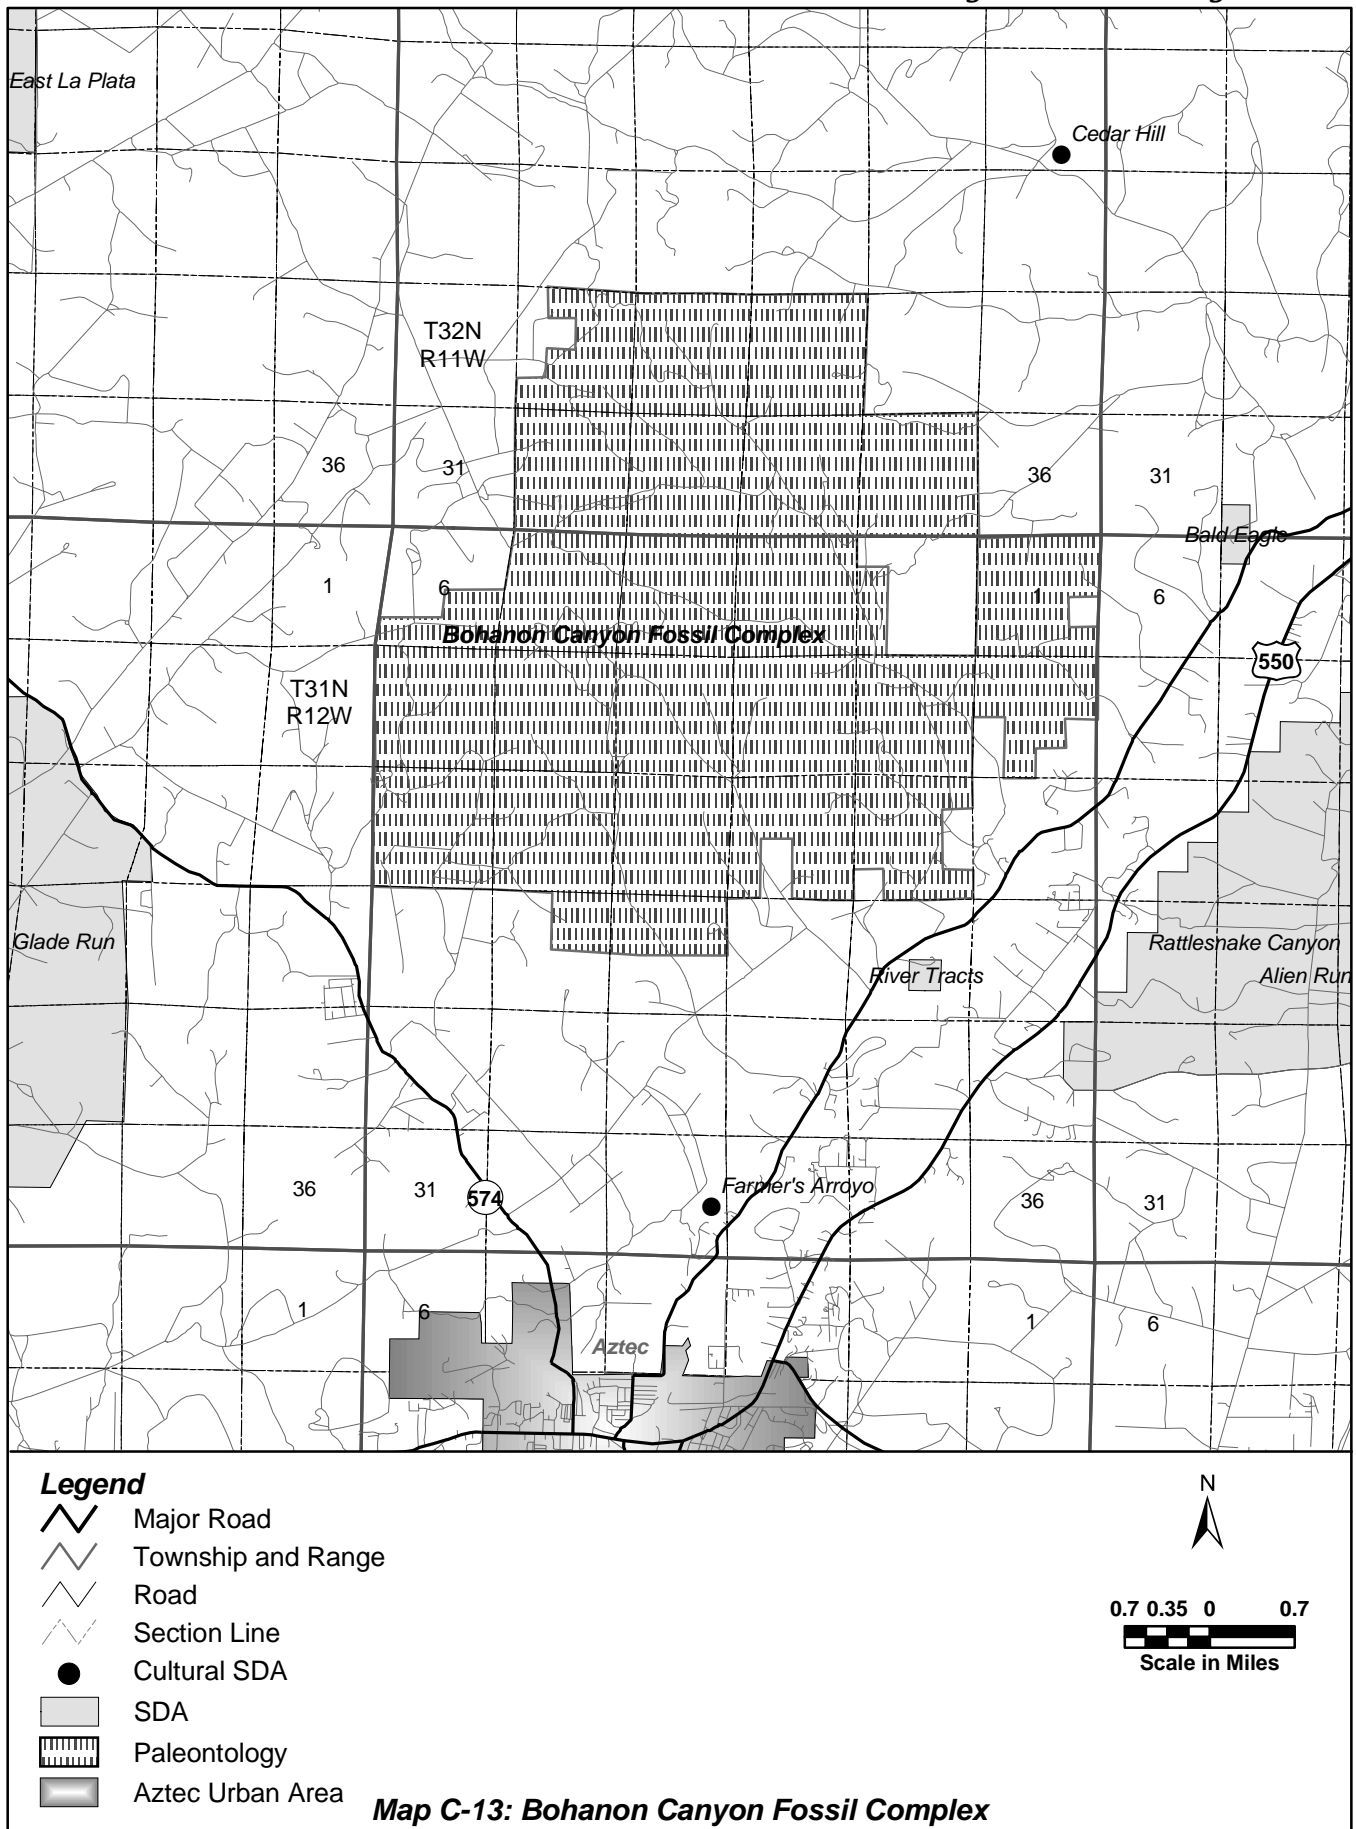 East La Plata
Cedar Hill
T32N
R11W
36
31
36
31
Bald Eagle
1
6
1
6
Bohanon Canyon Fossil Complex
550
T31N
R12W
Glade Run
Rattlesnake Canyon
River Tracts
Alien Run
36
31
574
Farmer's Arroyo
36
31
1
6
1
6
Aztec
Legend
Major Road
Township and Range
Road
Section Line
Cultural SDA
SDA
Paleontology
Aztec Urban Area
N
0.7 0.35 0 0.7
Scale in Miles
Map C-13: Bohanon Canyon Fossil Complex